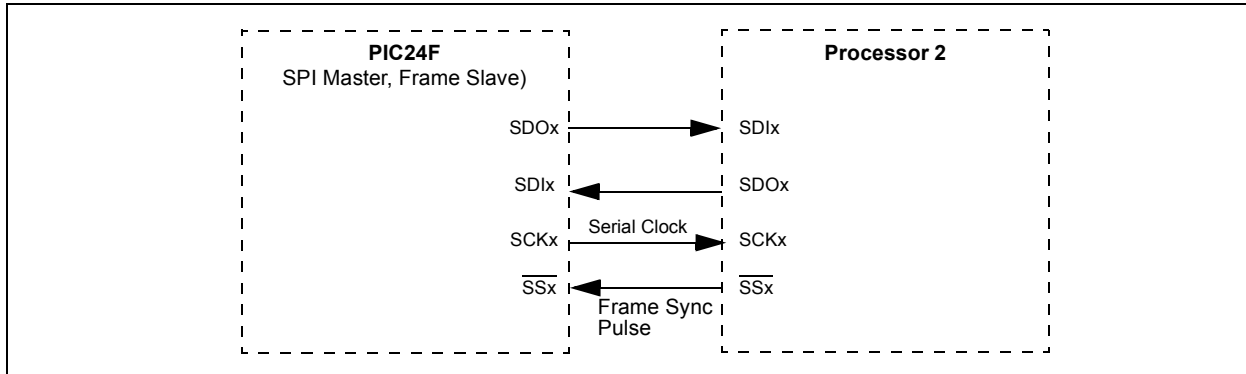 PIC24F
SPI Master, Frame Slave)
Processor 2
SDOx
SDIx
SDIx
SDOx
SCKx
Serial Clock
SCKx
SSx
SSx
Frame Sync
Pulse